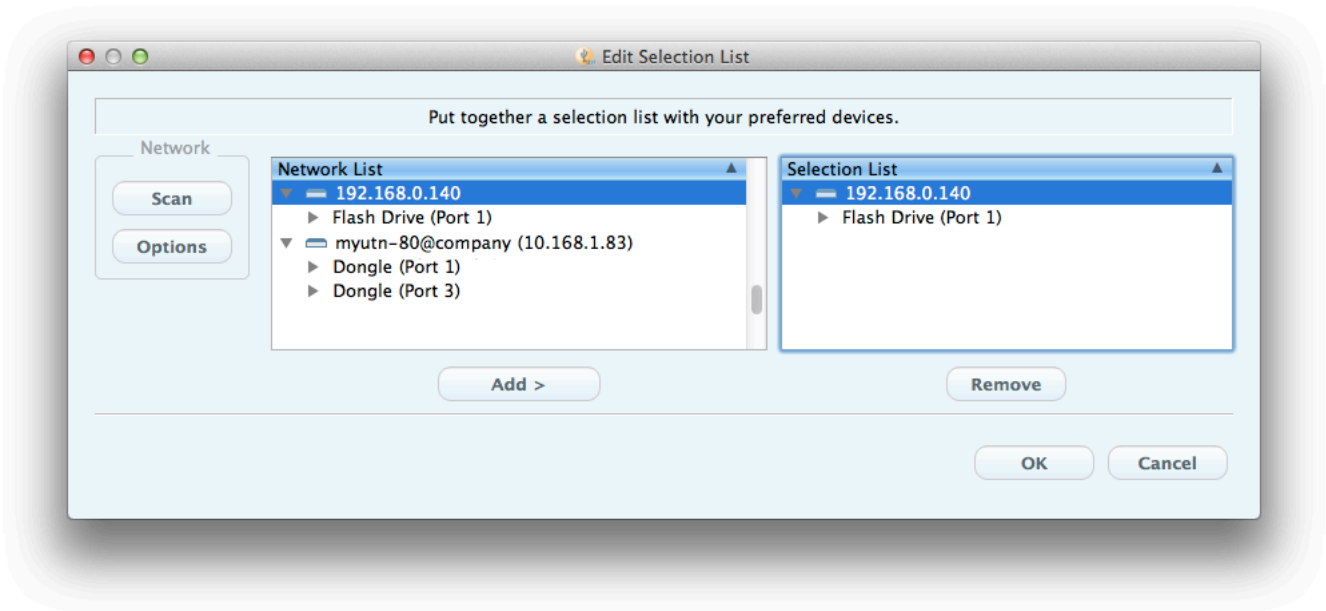 Edit Selection List
Put together a selection list with your preferred devices.
Network
Scan
Options
Network List
192.168.0.140
Flash Drive (Port 1)
myutn-80@company (10.168.1.83)
Dongle (Port 1)
Dongle (Port 3)
Add >
Selection List
192.168.0.140
Flash Drive (Port 1)
Remove
OK
Cancel